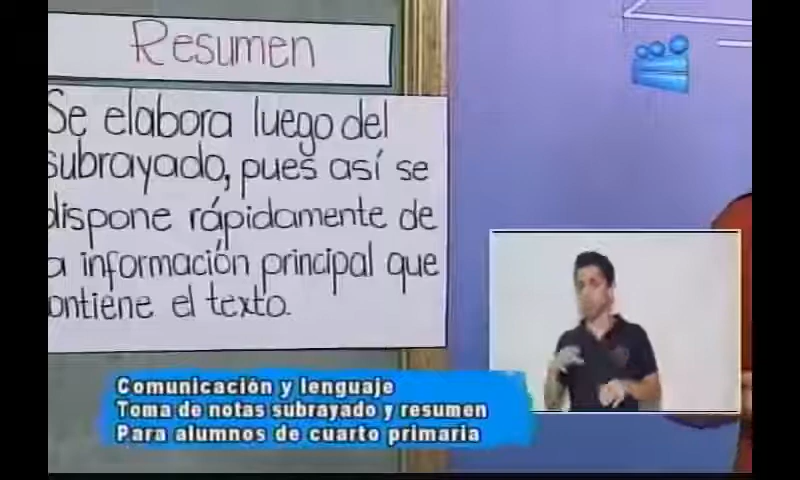 Resumen
Se elabora luego del
subrayado, pues así se
dispone rápidamente de
a información principal que
ontiene el texto.
Comunicación y lenguaje
Toma de notas subrayado y resumen
Para alumnos de cuarto primaria